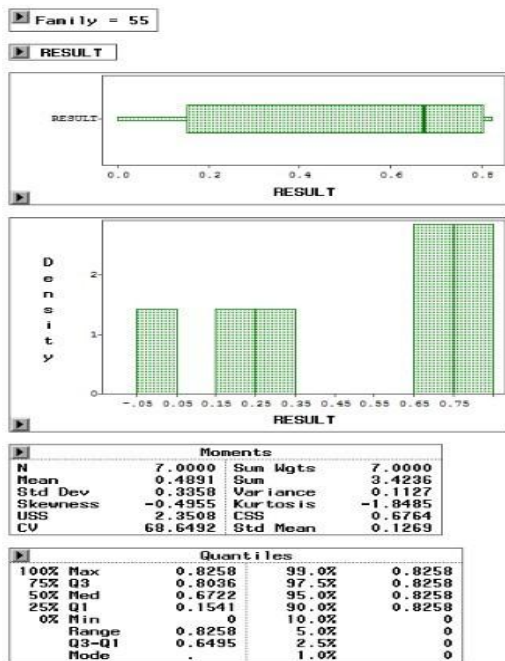 Family = 55
RESULT
RESULT
0.0 0.2 0.4 0.6 0.8
RESULT
Density
2
1
0
-.05 0.05 0.15 0.25 0.35 0.45 0.55 0.65 0.75
RESULT
Moments
N 7.0000 Sum Wgts 7.0000
Mean 0.4891 Sum 3.4236
Std Dev 0.3358 Variance 0.1127
Skewness -0.4955 Kurtosis -1.8485
USS 2.3508 CSS 0.6764
CV 68.6492 Std Mean 0.1269
Quantiles
100% Max 0.8258 99.0% 0.8258
75% Q3 0.8036 97.5% 0.8258
50% Med 0.6722 95.0% 0.8258
25% Q1 0.1541 90.0% 0.8258
0% Min 0 10.0% 0
Range 0.8258 5.0% 0
Q3-Q1 0.6495 2.5% 0
Mode . 1.0% 0